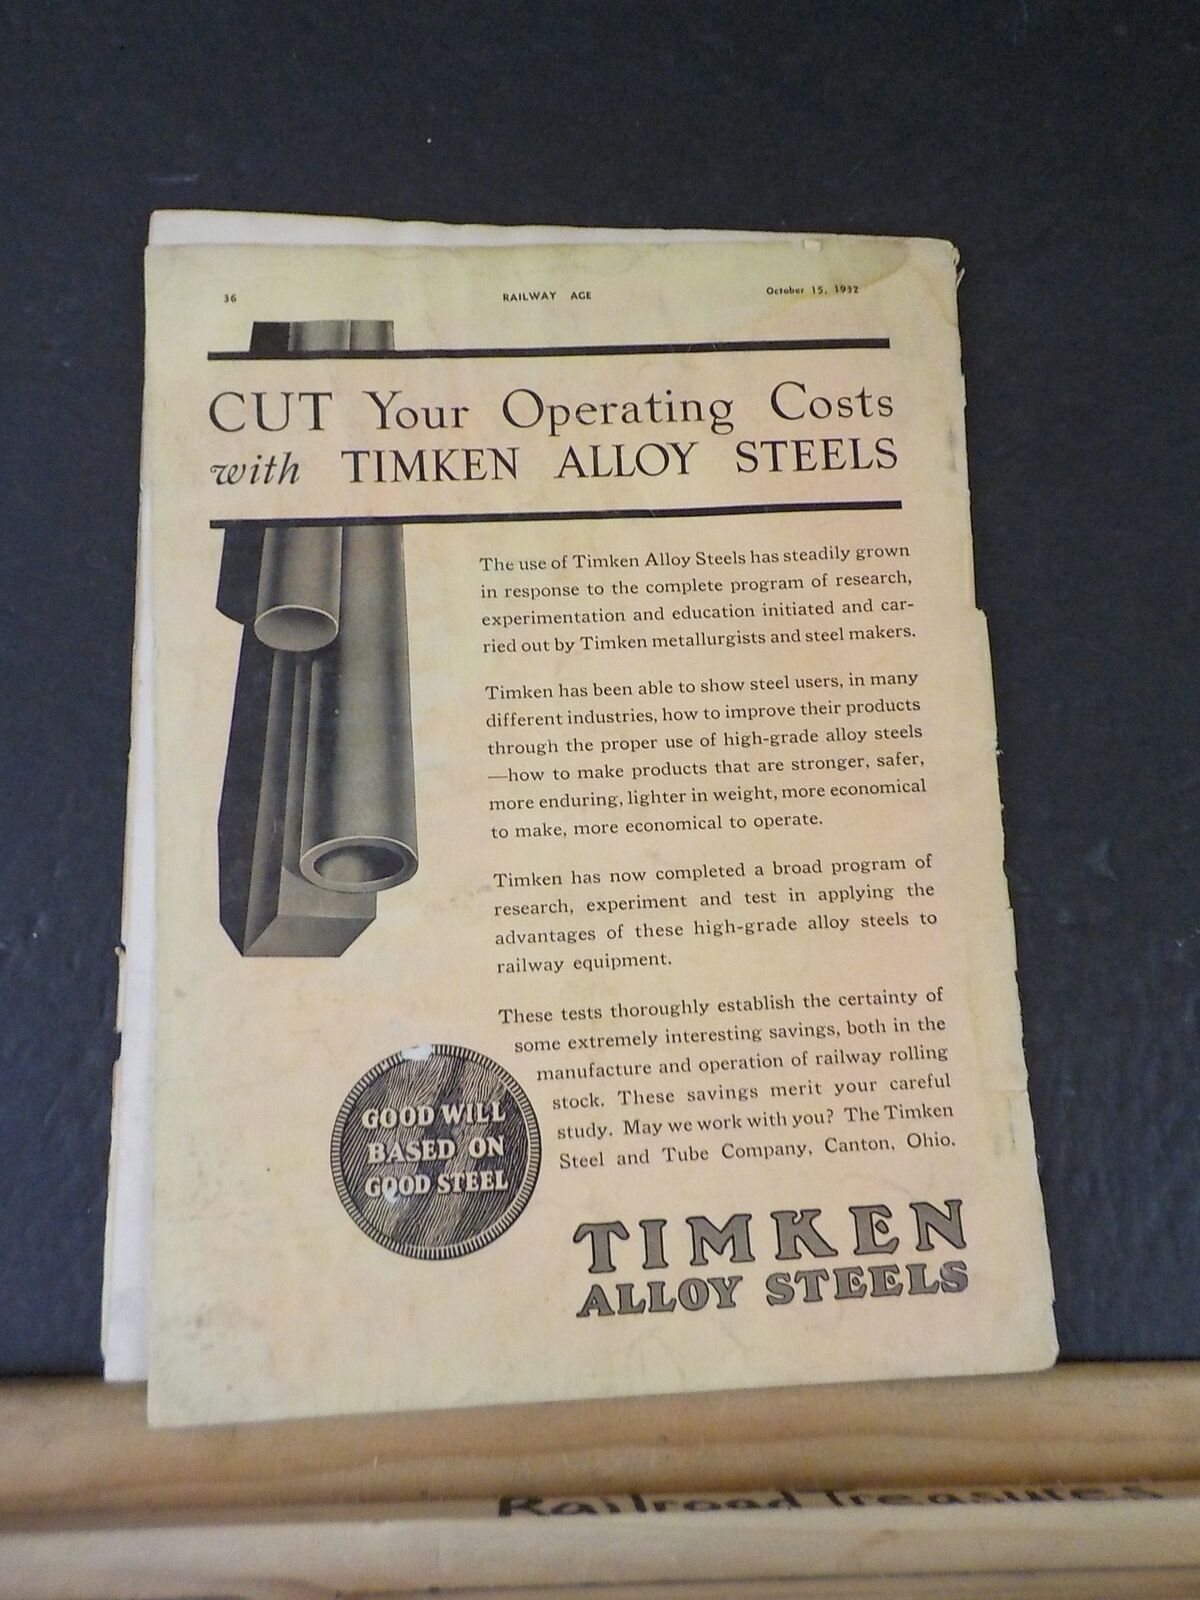 36 RAILWAY AGE October 15, 1932
CUT Your Operating Costs
with TIMKEN ALLOY STEELS
The use of Timken Alloy Steels has steadily grown
in response to the complete program of research,
experimentation and education initiated and car-
ried out by Timken metallurgists and steel makers.
Timken has been able to show steel users, in many
different industries, how to improve their products
through the proper use of high-grade alloy steels
—how to make products that are stronger, safer,
more enduring, lighter in weight, more economical
to make, more economical to operate.
Timken has now completed a broad program of
research, experiment and test in applying the
advantages of these high-grade alloy steels to
railway equipment.
These tests thoroughly establish the certainty of
some extremely interesting savings, both in the
manufacture and operation of railway rolling
stock. These savings merit your careful
study. May we work with you? The Timken
Steel and Tube Company, Canton, Ohio.
GOOD WILL
BASED ON
GOOD STEEL
TIMKEN
ALLOY STEELS
Railroad Treasures